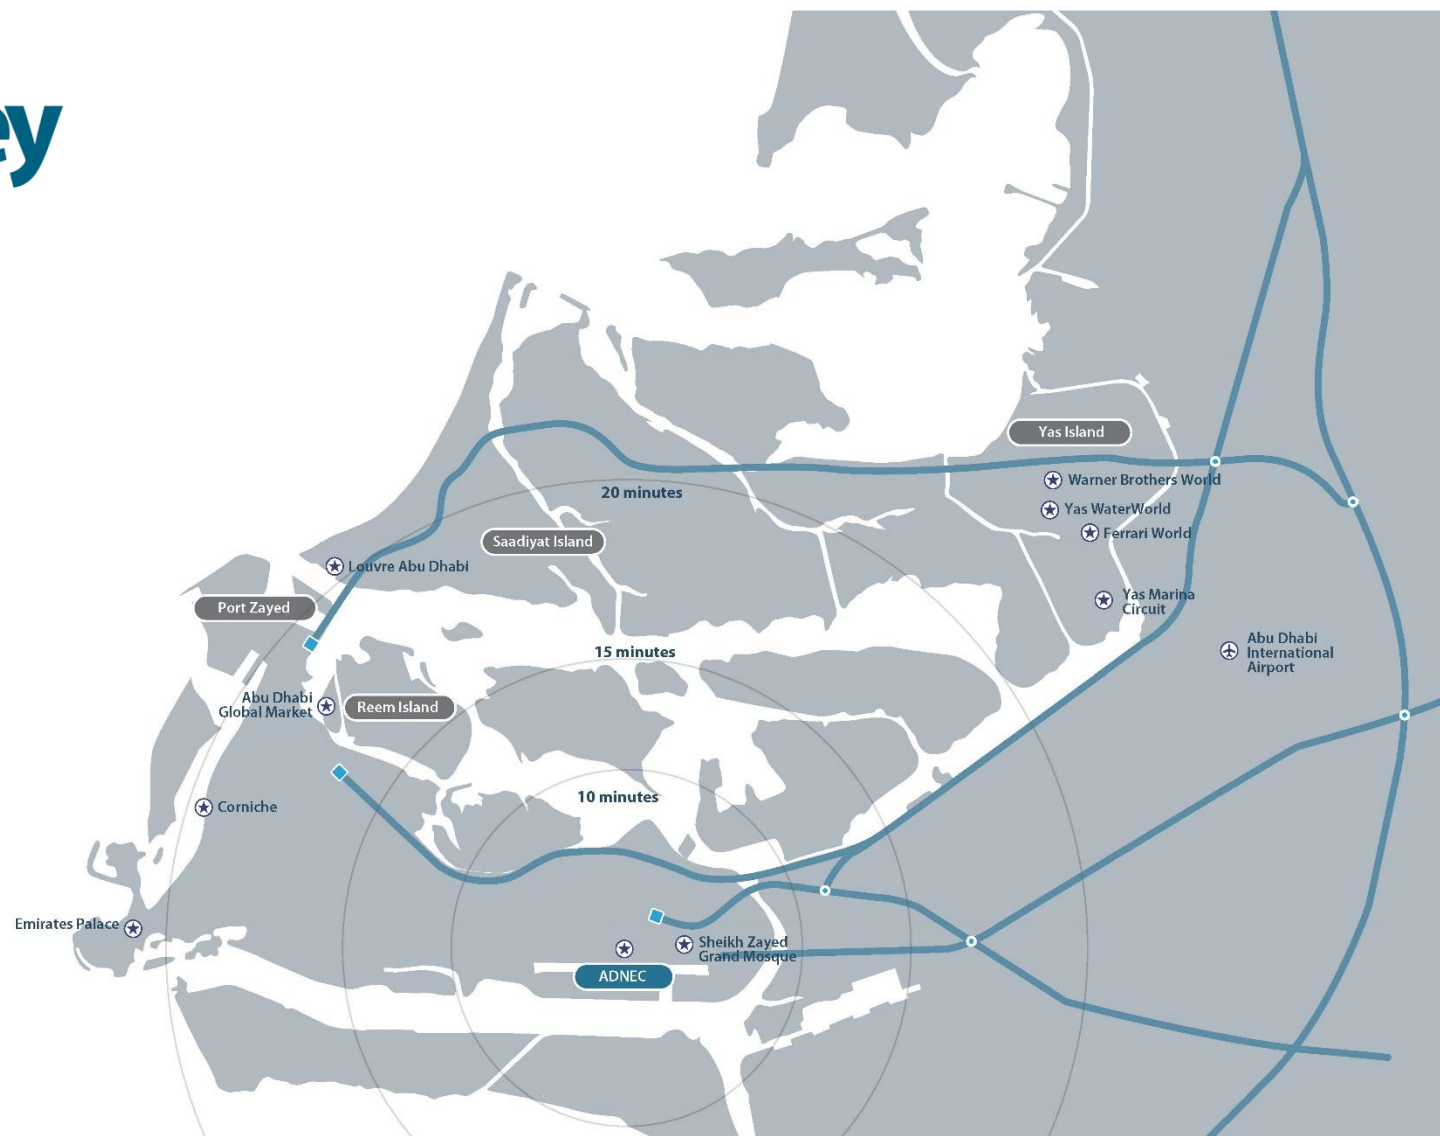 ey
Yas Island
Warner Brothers World
20 minutes
Yas WaterWorld
Ferrari World
Saadiyat Island
Louvre Abu Dhabi
Yas Marina
Circuit
Port Zayed
Abu Dhabi
International
Airport
15 minutes
Abu Dhabi
Global Market
Reem Island
10 minutes
Corniche
Emirates Palace
Sheikh Zayed
Grand Mosque
ADNEC